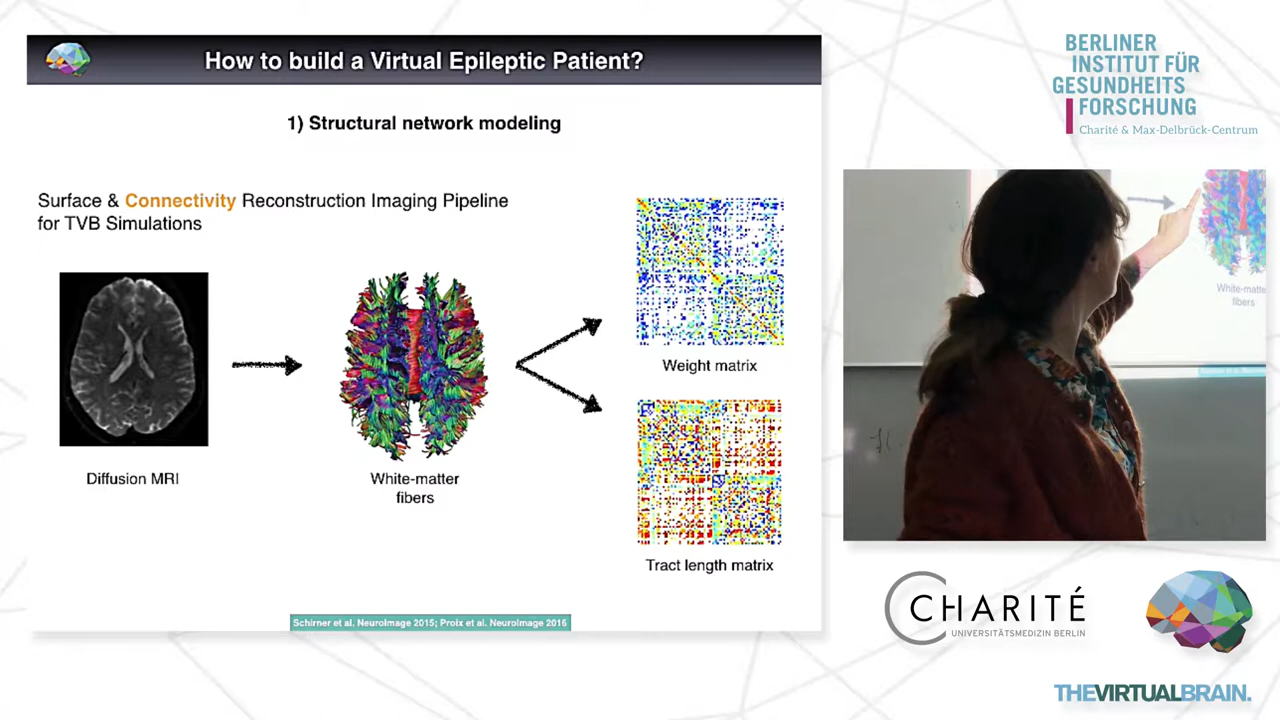 How to build a Virtual Epileptic Patient?
1) Structural network modeling
Surface & Connectivity Reconstruction Imaging Pipeline
for TVB Simulations
Diffusion MRI
White-matter
fibers
Weight matrix
Tract length matrix
Schirner et al. NeuroImage 2015; Proix et al. NeuroImage 2016
BERLINER
INSTITUT FÜR
GESUNDHEITS
FORSCHUNG
Charité & Max-Delbrück-Centrum
White-matte
fibers
CHARITÉ
UNIVERSITÄTSMEDIZIN BERLIN
THEVIRTUALBRAIN.